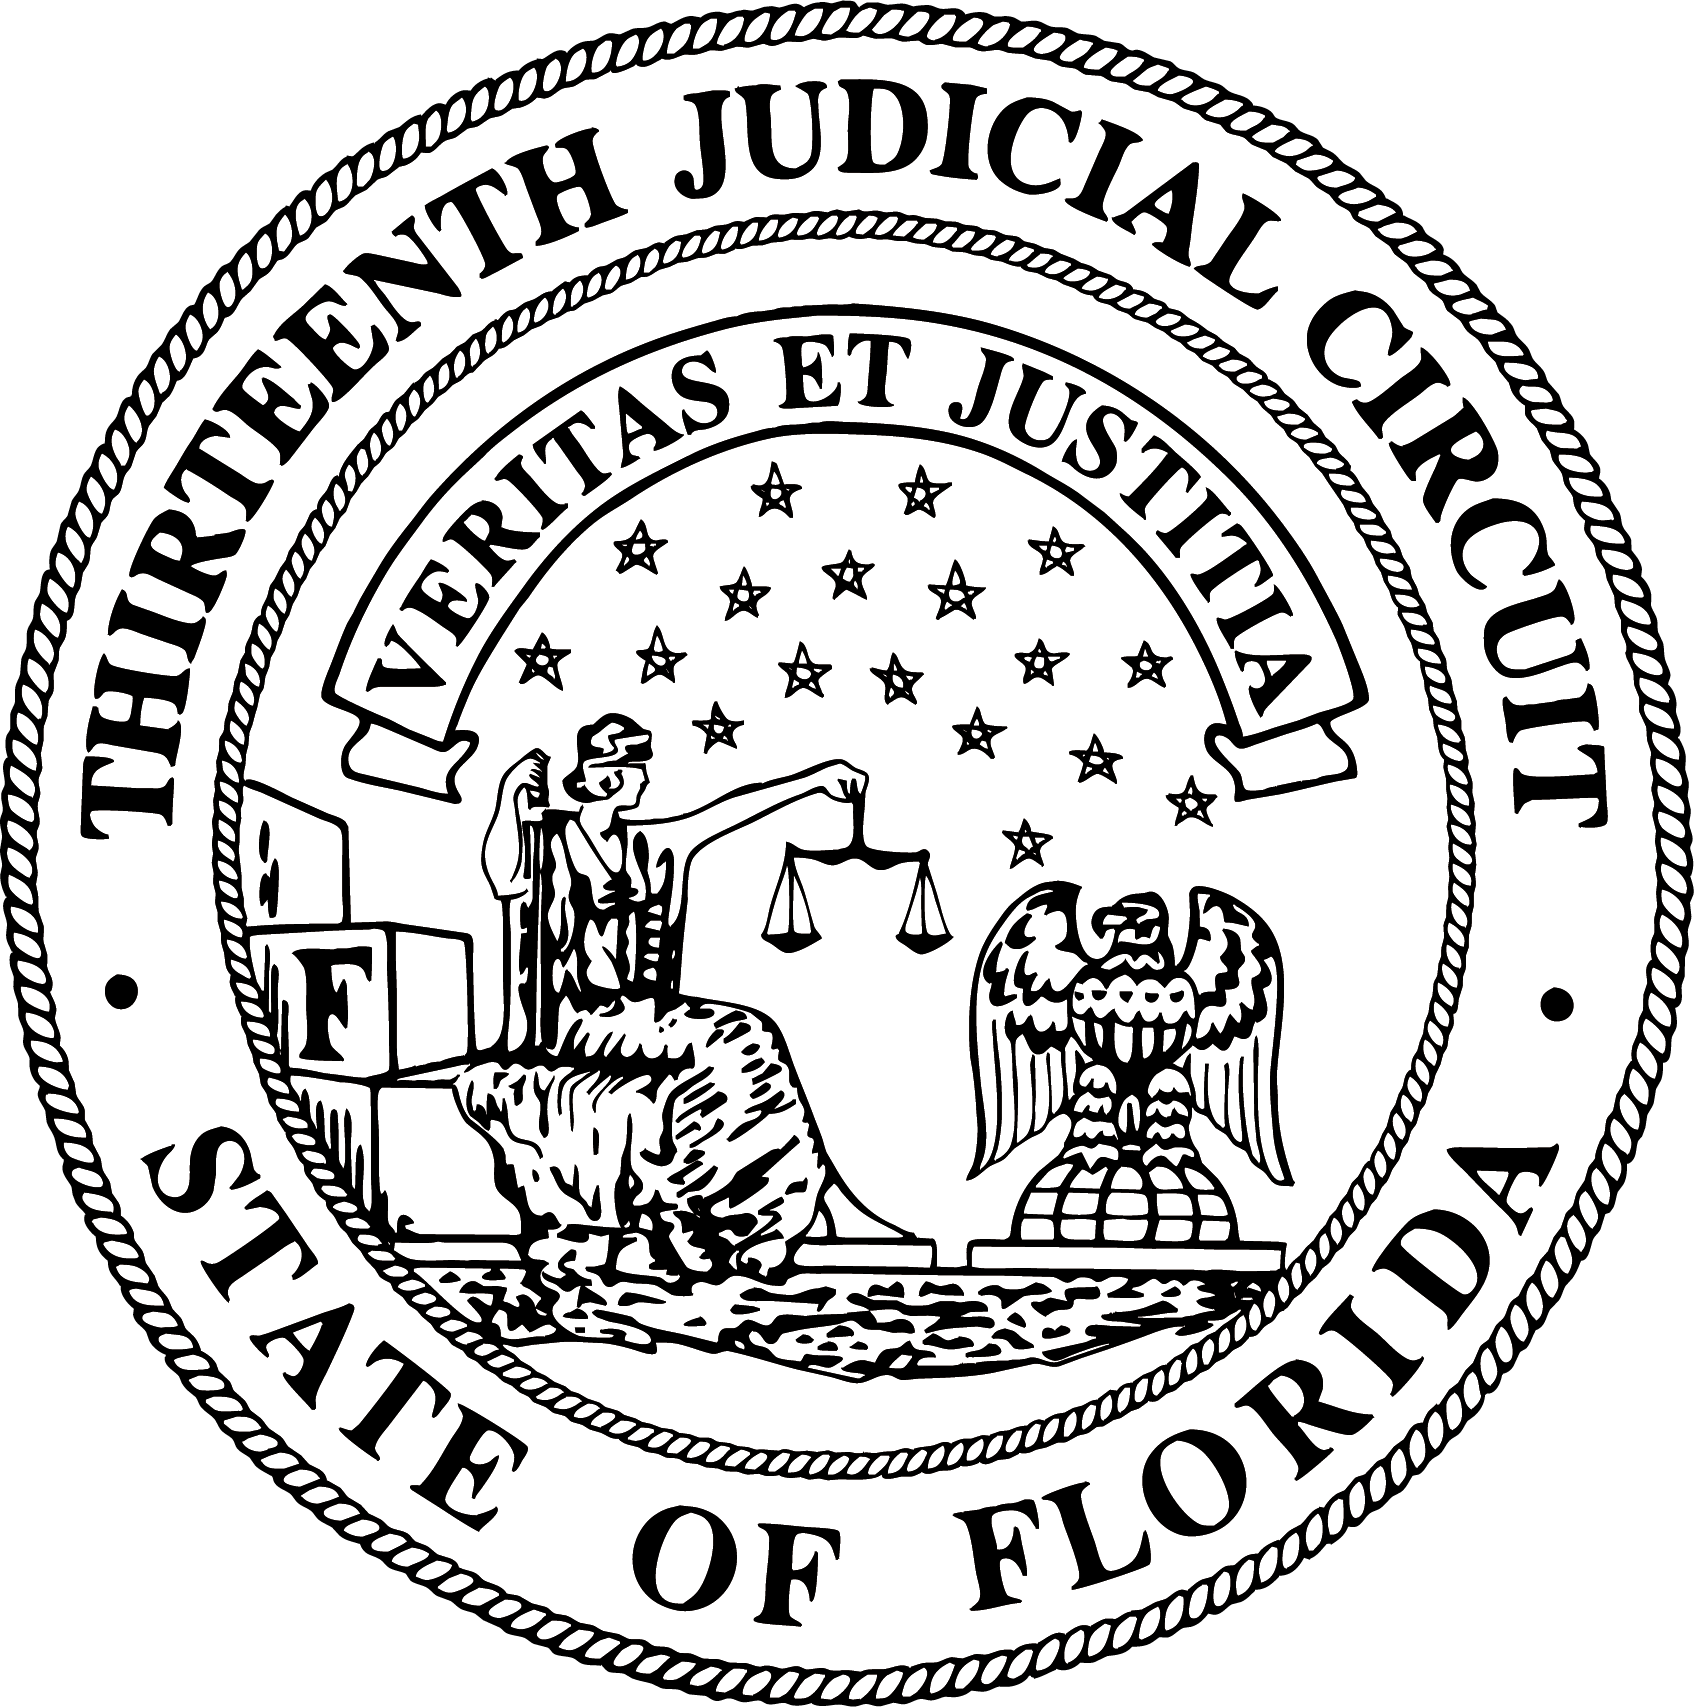 THIRTEENTH JUDICIAL CIRCUIT
VERITAS ET JUSTITIA
F
STATE OF FLORIDA